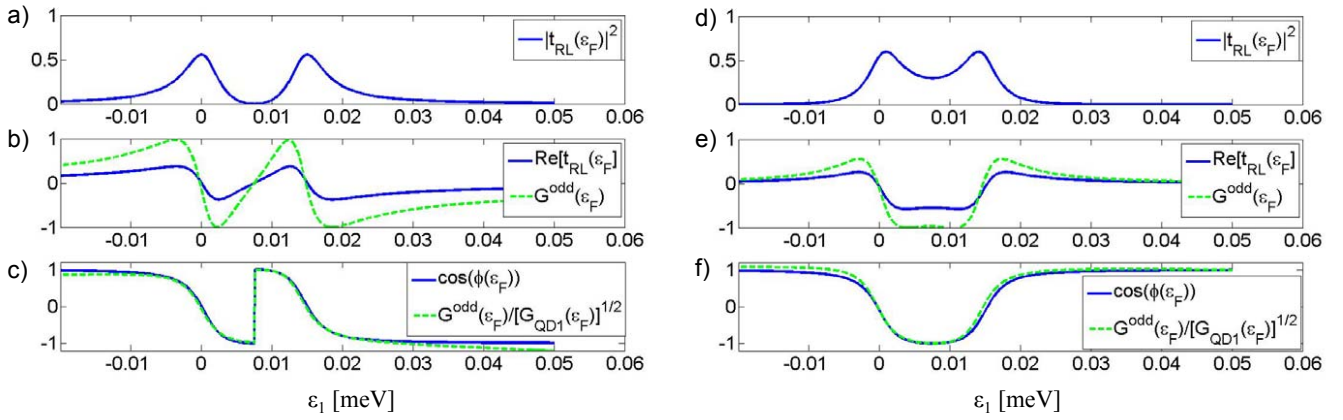 a)
1
0.5
0
|t_RL(ε_F)|²
-0.01 0 0.01 0.02 0.03 0.04 0.05 0.06
b)
1
0
-1
Re[t_RL(ε_F]
G^odd(ε_F)
-0.01 0 0.01 0.02 0.03 0.04 0.05 0.06
c)
1
0
-1
cos(ϕ(ε_F))
G^odd(ε_F)/[G_QD1(ε_F)]^1/2
-0.01 0 0.01 0.02 0.03 0.04 0.05 0.06
ε₁ [meV]
d)
1
0.5
0
|t_RL(ε_F)|²
-0.01 0 0.01 0.02 0.03 0.04 0.05 0.06
e)
1
0
-1
Re[t_RL(ε_F]
G^odd(ε_F)
-0.01 0 0.01 0.02 0.03 0.04 0.05 0.06
f)
1
0
-1
cos(ϕ(ε_F))
G^odd(ε_F)/[G_QD1(ε_F)]^1/2
-0.01 0 0.01 0.02 0.03 0.04 0.05 0.06
ε₁ [meV]